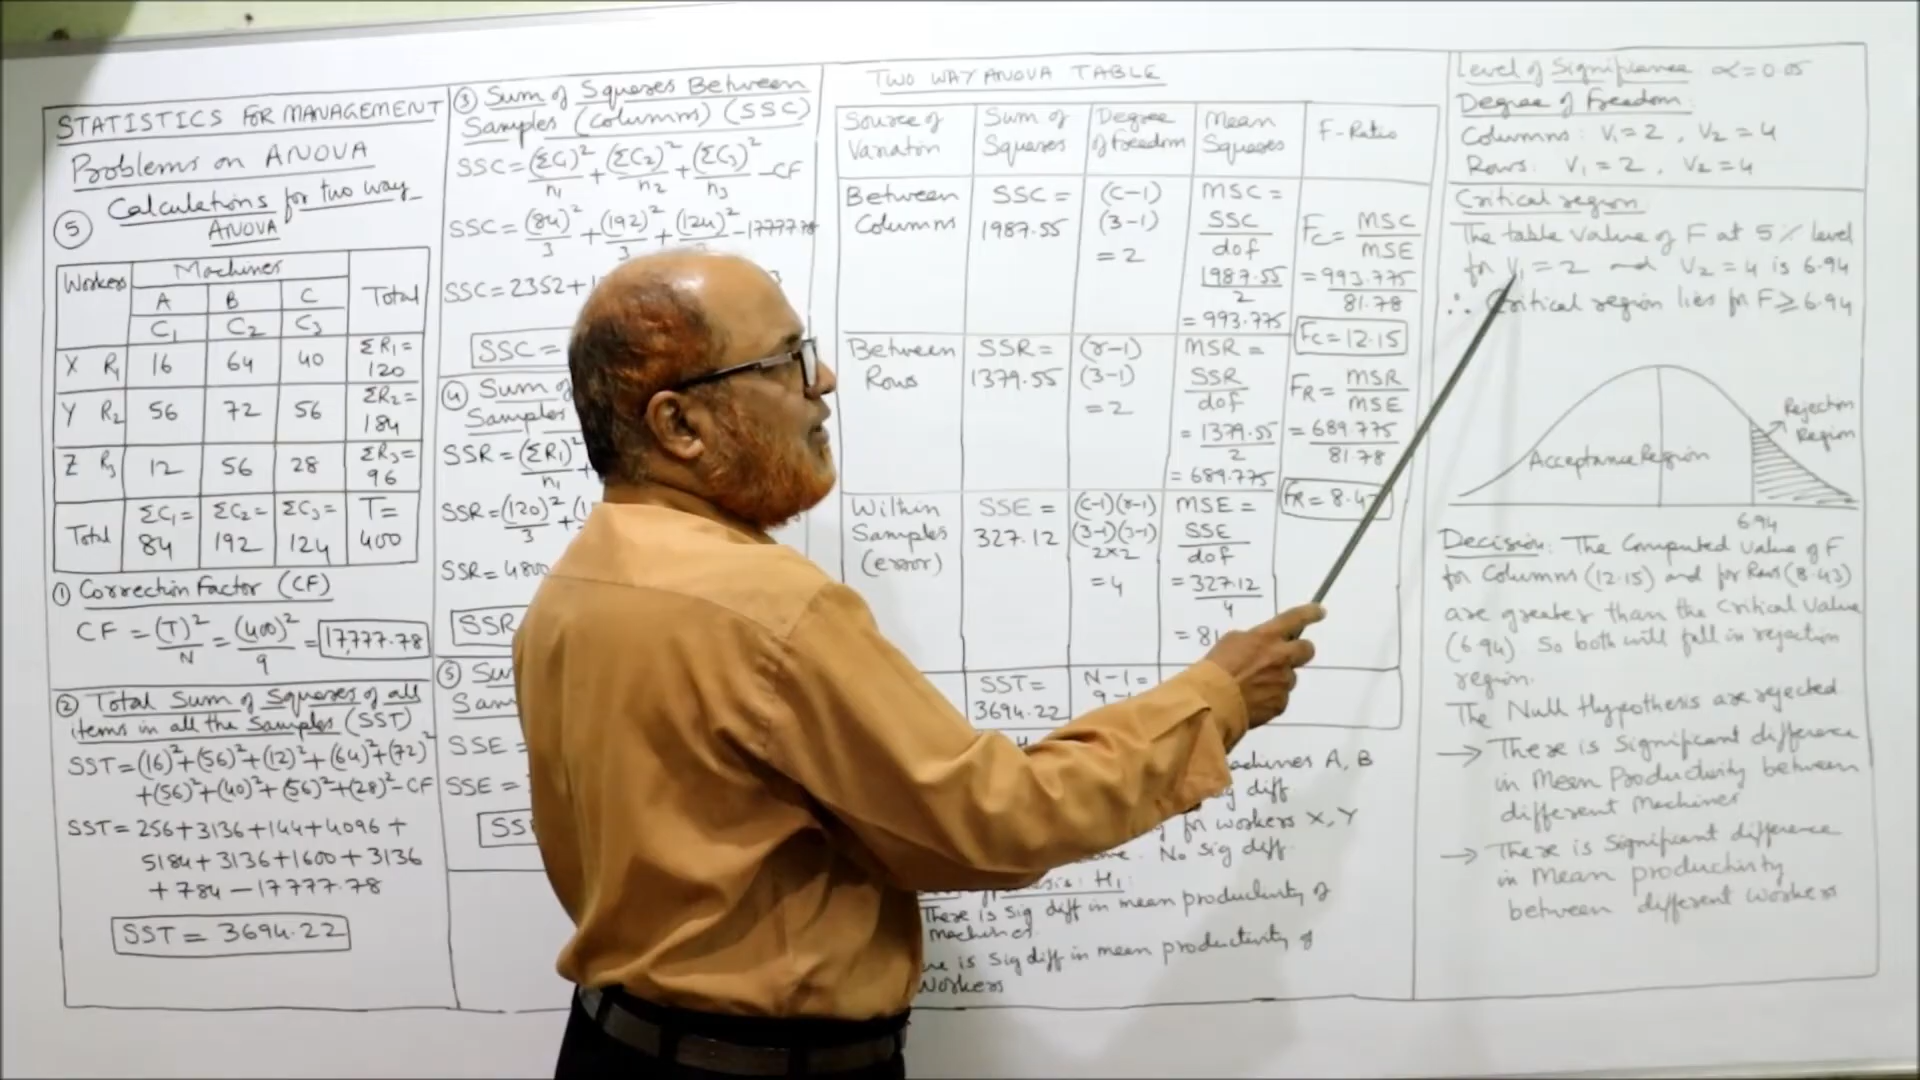 STATISTICS FOR MANAGEMENT
Problems on ANOVA
⑤ Calculations for two way
ANOVA
Workers Machines Total
A B C
C₁ C₂ C₃
X R₁ 16 64 40 ΣR₁= 120
Y R₂ 56 72 56 ΣR₂= 184
Z R₃ 12 56 28 ΣR₃= 96
Total ΣC₁= 84 ΣC₂= 192 ΣC₃= 124 T= 400
① Correction Factor (CF)
CF = (T)²/N = (400)²/9 = 17,777.78
② Total Sum of Squares of all
items in all the Samples (SST)
SST=(16)²+(56)²+(12)²+(64)²+(72)²
+(56)²+(40)²+(56)²+(28)²-CF
SST=256+3136+144+4096+
5184+3136+1600+3136
+784-17777.78
SST = 3694.22
③ Sum of Squares Between
Samples (Columns) (SSC)
SSC=(ΣC₁)²/n₁+(ΣC₂)²/n₂+(ΣC₃)²/n₃-CF
SSC=(84)²/3+(192)²/3+(124)²-17777.78
SSC=2352+
SSC=
④ Sum of
Samples
SSR=(ΣR₁)²/n₁
SSR=(120)²/3+
SSR=4800
SSR
⑤
SSE=
SSE=
TWO WAY ANOVA TABLE
Source of Variation Sum of Squares Degree of Freedom Mean Squares F-Ratio
Between Columns SSC= 1987.55 (C-1) (3-1) =2 MSC= SSC/dof 1987.55/2 =993.775 Fc=MSC/MSE =993.775/81.78 Fc=12.15
Between Rows SSR= 1379.55 (r-1) (3-1) =2 MSR= SSR/dof =1379.55/2 =689.775 FR=MSR/MSE =689.775/81.78
Within Samples (error) SSE= 327.12 (C-1)(r-1) (3-1)(3-1) 2×2 =4 MSE= SSE/dof =327.12/4
SST= 3694.22 N-1=
A, B
diff
for workers X, Y
No sig diff.
H₁:
There is sig diff in mean productivity of
machines.
is sig diff in mean productivity of
Workers
Level of Significance α=0.05
Degree of Freedom:
Columns: V₁=2, V₂=4
Rows: V₁=2, V₂=4
Critical region
The table value of F at 5% level
for V₁=2 and V₂=4 is 6.94
∴ Critical region lies for F≥6.94
Rejection
Region
Acceptance Region
6.94
Decision: The Computed Value of F
for Columns (12.15) and for Rows (8.43)
are greater than the Critical Value
(6.94) So both will fall in rejection
region.
The Null Hypothesis are rejected
→ There is significant difference
in Mean Productivity between
different Machines
→ There is Significant difference
in Mean productivity
between different workers